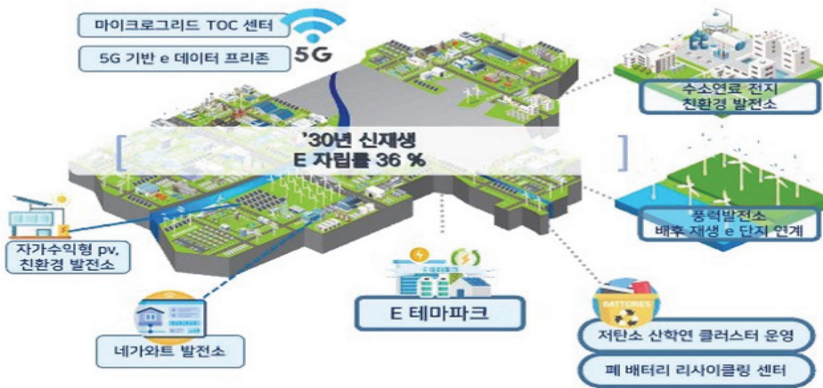 마이크로그리드 TOC 센터
5G 기반 e 데이터 프리존
5G
수소연료 전지
친환경 발전소
'30년 신재생
E 자립률 36 %
풍력발전소
배후 재생 e 단지 연계
자가수익형 pv,
친환경 발전소
네가와트 발전소
E 테마파크
BATTERIES
저탄소 산학연 클러스터 운영
폐 배터리 리사이클링 센터